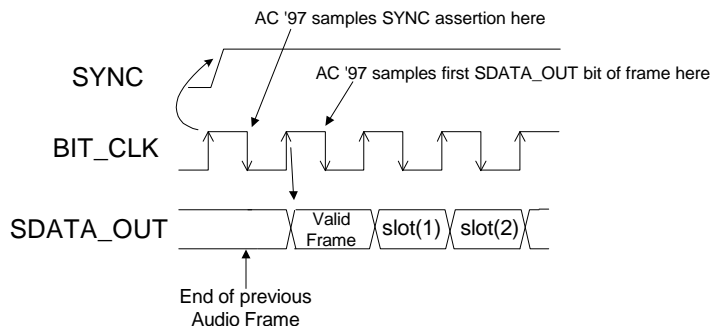 AC '97 samples SYNC assertion here
SYNC
AC '97 samples first SDATA_OUT bit of frame here
BIT_CLK
SDATA_OUT
Valid
Frame
slot(1)
slot(2)
End of previous
Audio Frame